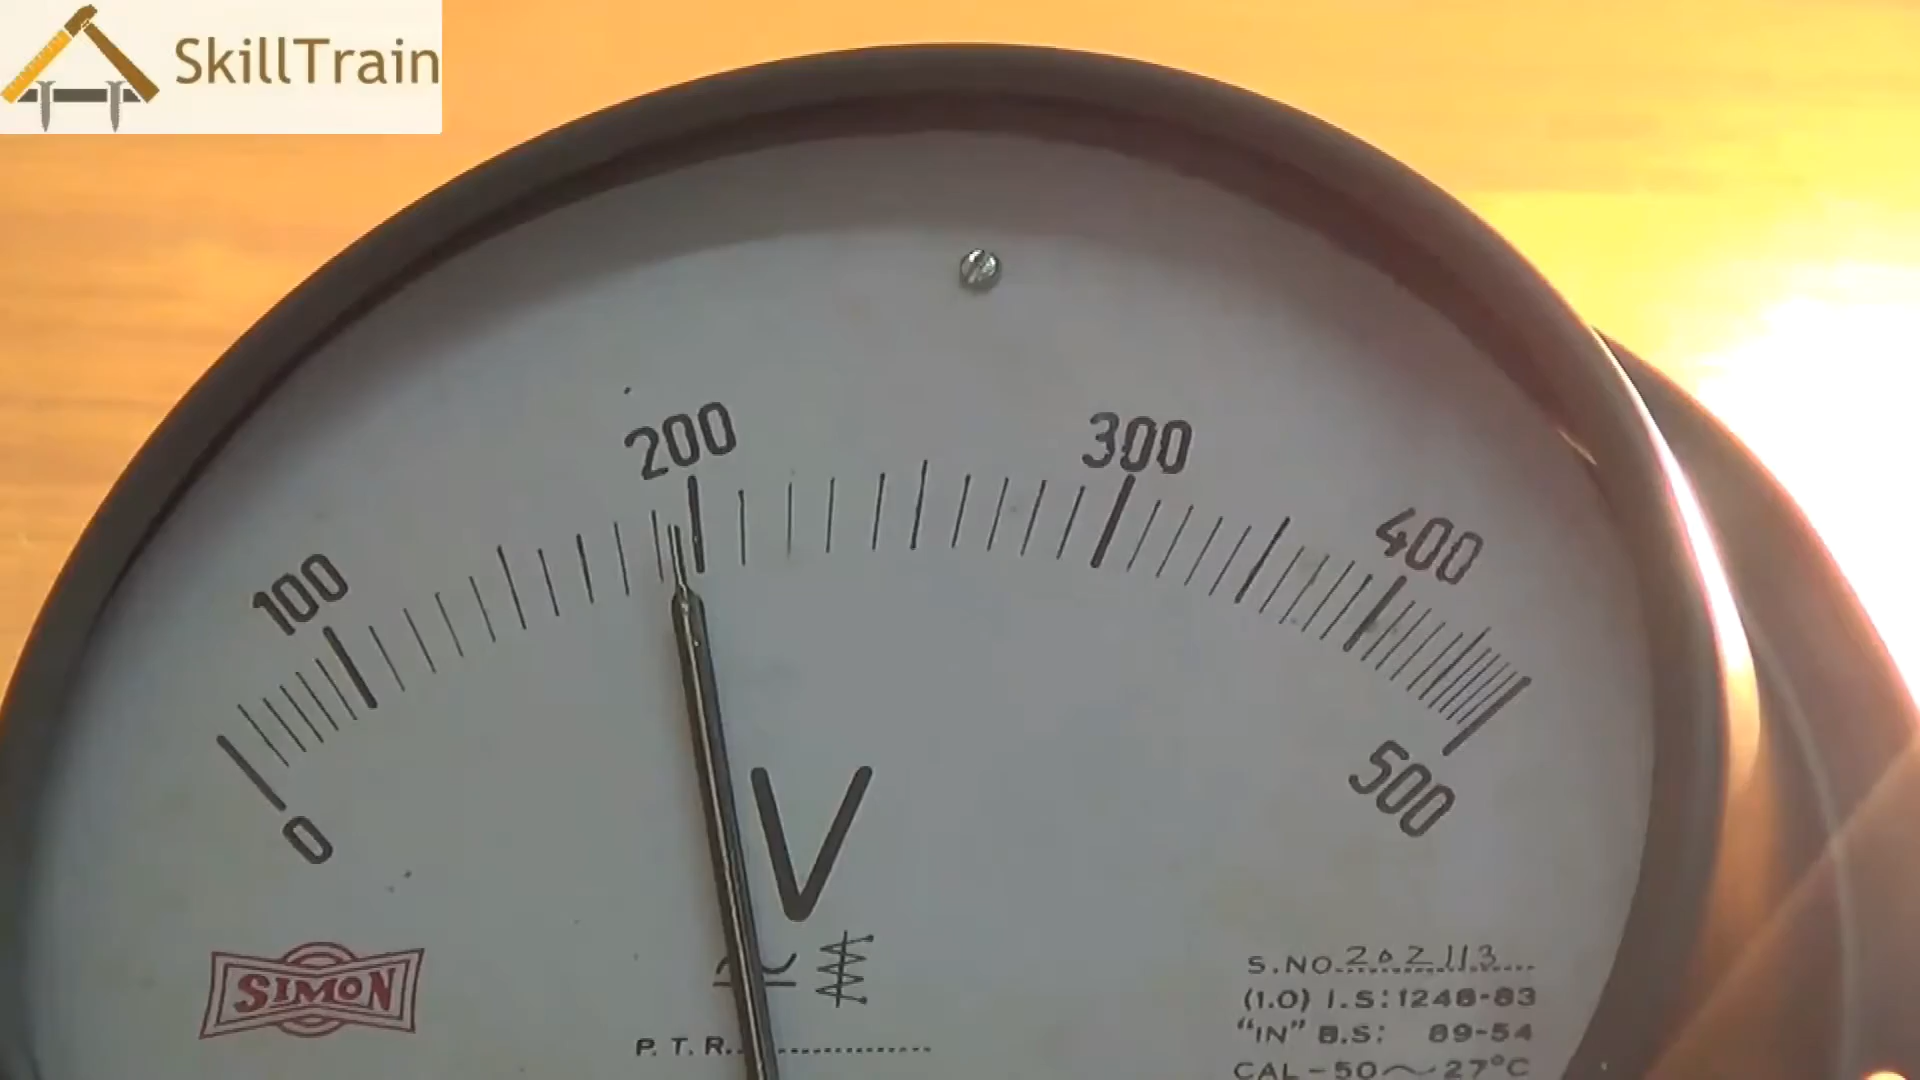 SkillTrain
200
300
100
400
0
500
V
SIMON
S.NO 202113
(1.0) I.S:1248-83
"IN" B.S: 89-54
P.T.R.
CAL-50~27°C